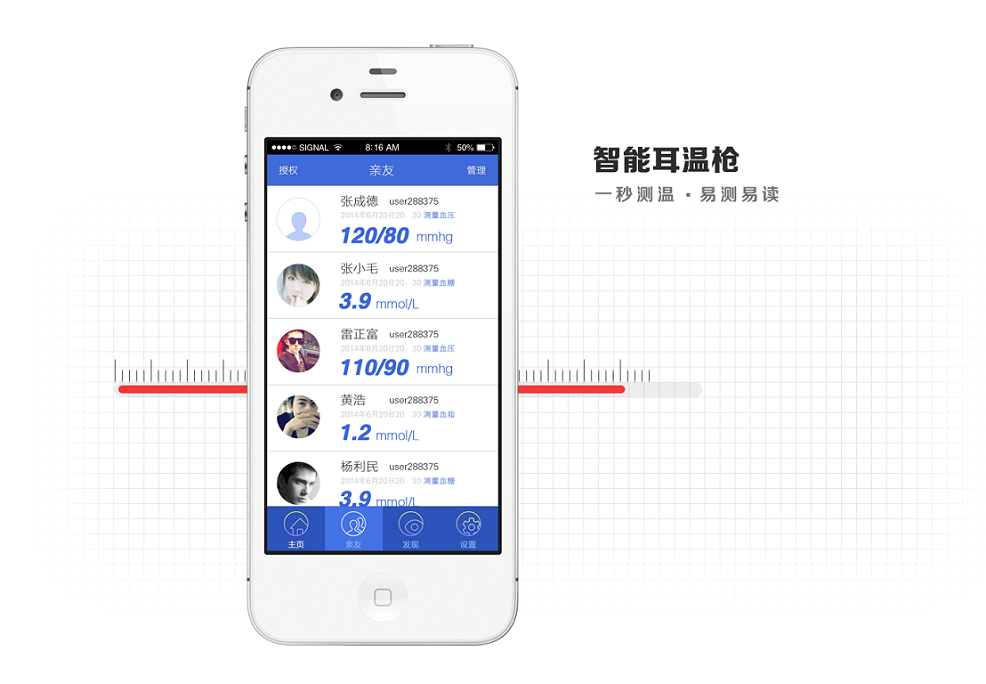 ●●●●○ SIGNAL 8:16 AM 50%
授权 亲友 管理
张成德 user288375
2014年6月20日20：30 测量血压
120/80 mmhg
张小毛 user288375
2014年6月20日20：30 测量血糖
3.9 mmol/L
雷正富 user288375
2014年6月20日20：30 测量血压
110/90 mmhg
黄浩 user288375
2014年6月20日20：30 测量血脂
1.2 mmol/L
杨利民 user288375
2014年6月20日20：30 测量血糖
3.9 mmol/L
主页 亲友 发现 设置
智能耳温枪
一秒测温 · 易测易读